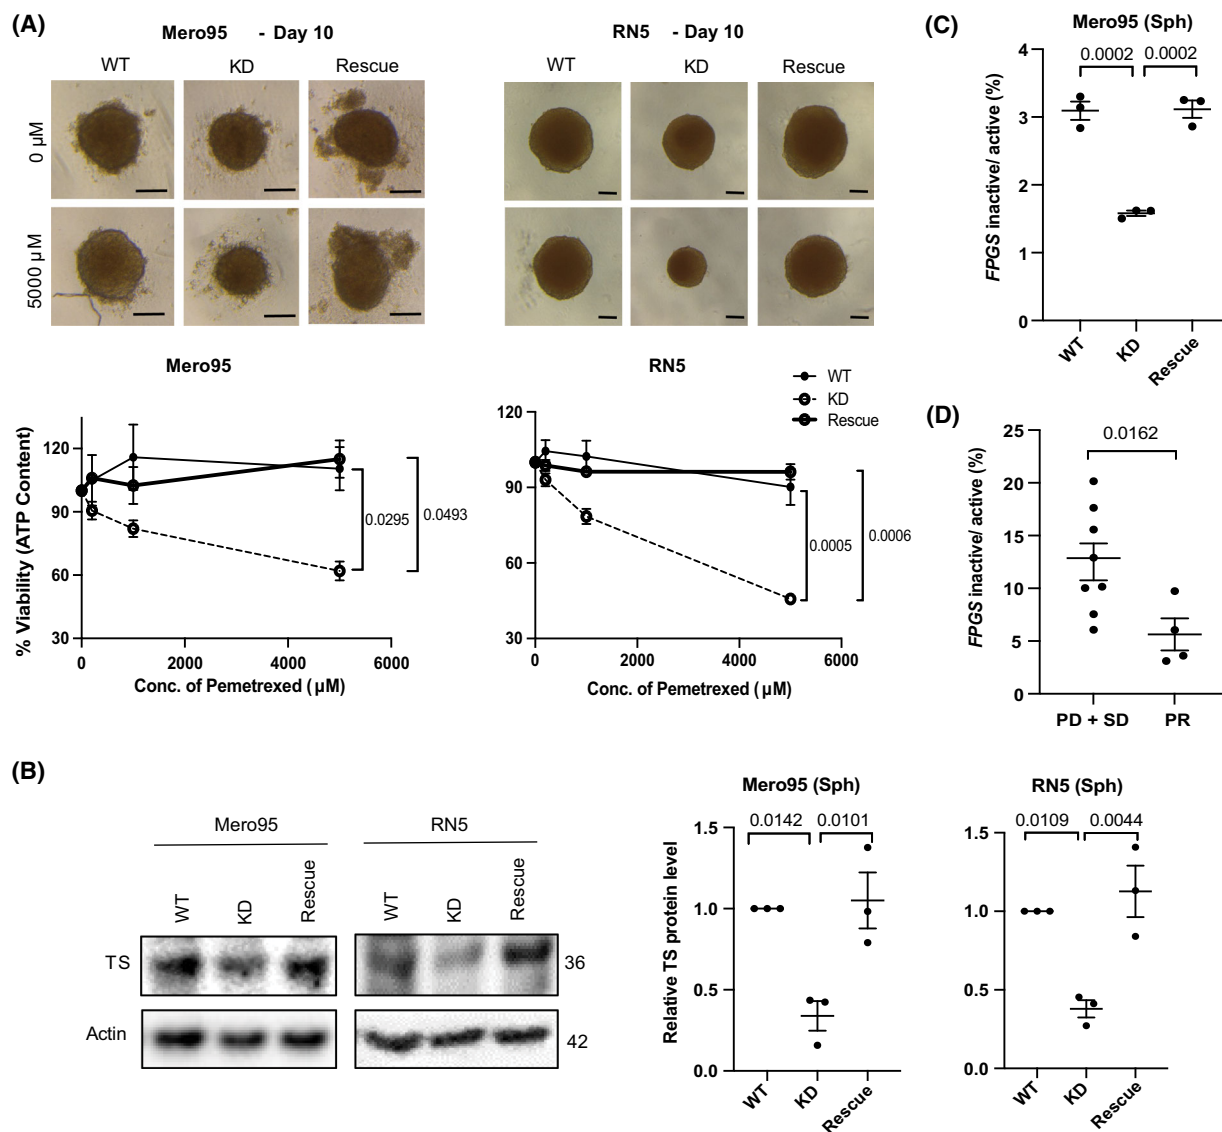 (A)
Mero95 - Day 10
WT KD Rescue
0 µM
5000 µM
RN5 - Day 10
WT KD Rescue
Mero95
% Viability (ATP Content)
120
90
60
30
0 2000 4000 6000
Conc. of Pemetrexed (µM)
0.0295
0.0493
RN5
WT
KD
Rescue
120
90
60
30
0 2000 4000 6000
Conc. of Pemetrexed (µM)
0.0005
0.0006
(C)
Mero95 (Sph)
0.0002 0.0002
FPGS inactive/ active (%)
4
3
2
1
0
WT KD Rescue
(D)
0.0162
FPGS inactive/ active (%)
25
20
15
10
5
0
PD + SD PR
(B)
Mero95 RN5
WT KD Rescue WT KD Rescue
TS 36
Actin 42
Mero95 (Sph)
0.0142 0.0101
Relative TS protein level
1.5
1.0
0.5
0.0
WT KD Rescue
RN5 (Sph)
0.0109 0.0044
1.5
1.0
0.5
0.0
WT KD Rescue